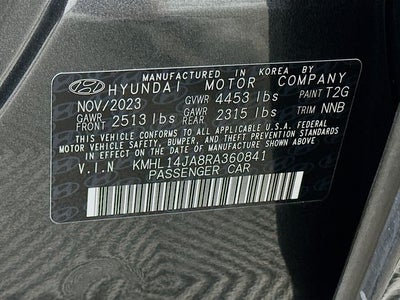 MANUFACTURED IN KOREA BY
HYUNDAI MOTOR COMPANY
NOV/2023 GVWR 4453 lbs PAINT T2G
GAWR FRONT 2513 lbs GAWR REAR 2315 lbs TRIM NNB
THIS VEHICLE CONFORMS TO ALL APPLICABLE U.S.A. FEDERAL
MOTOR VEHICLE SAFETY, BUMPER, AND THEFT PREVENTION
STANDARDS IN EFFECT ON THE DATE OF MANUFACTURE SHOWN ABOVE.
V.I.N KMHL14JA8RA360841
PASSENGER CAR